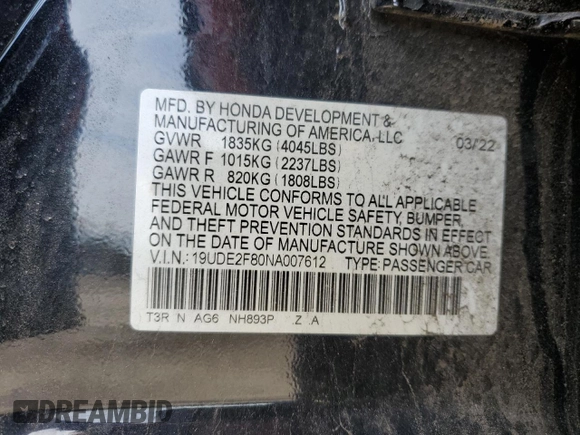 MFD. BY HONDA DEVELOPMENT &
MANUFACTURING OF AMERICA, LLC 03/22
GVWR 1835KG (4045LBS)
GAWR F 1015KG (2237LBS)
GAWR R 820KG (1808LBS)
THIS VEHICLE CONFORMS TO ALL APPLICABLE
FEDERAL MOTOR VEHICLE SAFETY, BUMPER
AND THEFT PREVENTION STANDARDS IN EFFECT
ON THE DATE OF MANUFACTURE SHOWN ABOVE.
V.I.N.: 19UDE2F80NA007612 TYPE: PASSENGER CAR
T3R N AG6 NH893P Z A
DREAMBID